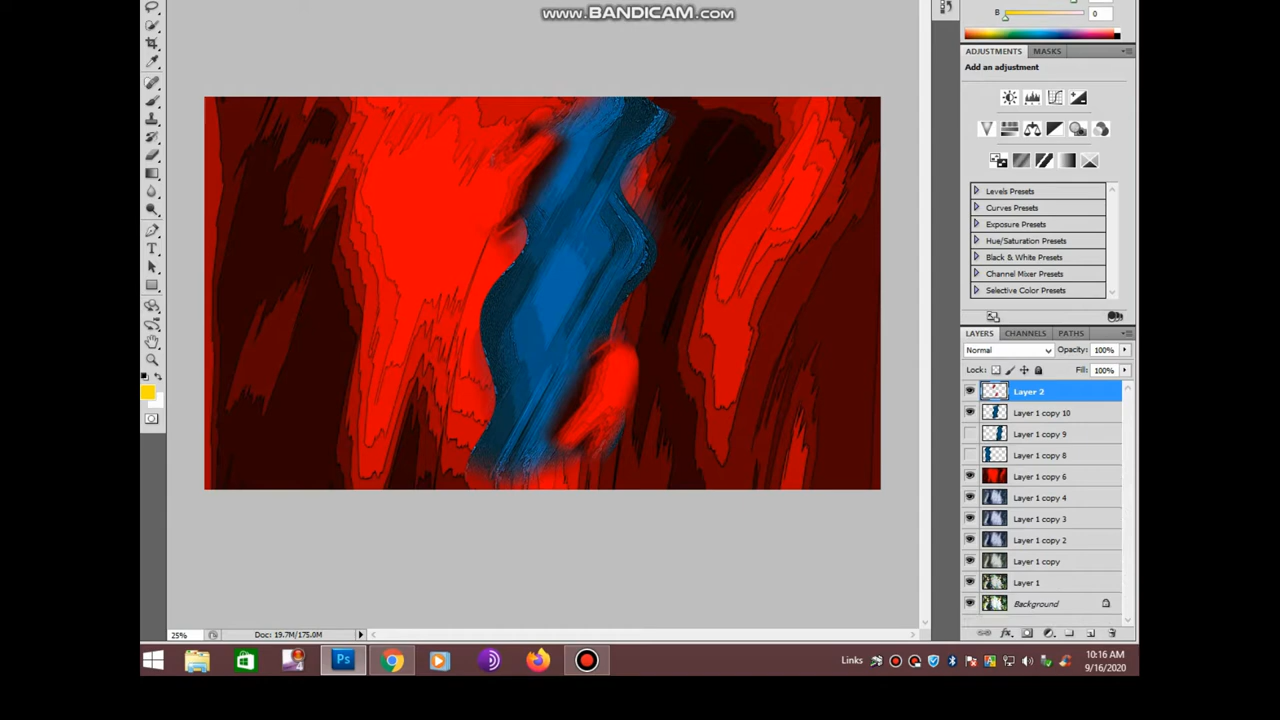 www.BANDICAM.com
B
0
ADJUSTMENTS
MASKS
Add an adjustment
Levels Presets
Curves Presets
Exposure Presets
Hue/Saturation Presets
Black & White Presets
Channel Mixer Presets
Selective Color Presets
LAYERS
CHANNELS
PATHS
Normal
Opacity: 100%
Lock:
Fill: 100%
Layer 2
Layer 1 copy 10
Layer 1 copy 9
Layer 1 copy 8
Layer 1 copy 6
Layer 1 copy 4
Layer 1 copy 3
Layer 1 copy 2
Layer 1 copy
Layer 1
Background
fx
T
25%
Doc: 19.7M/175.0M
4
Ps
Links
10:16 AM
9/16/2020